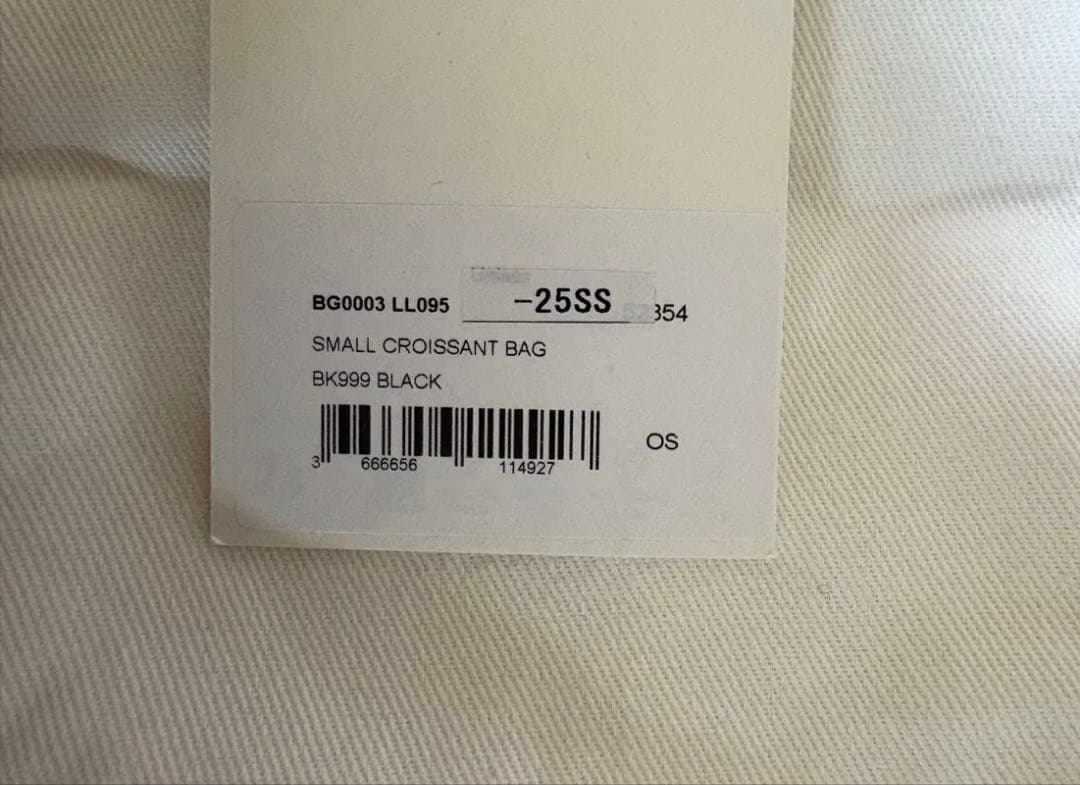 BG0003 LL095 -25SS 354
SMALL CROISSANT BAG
BK999 BLACK
OS
3 666656 114927